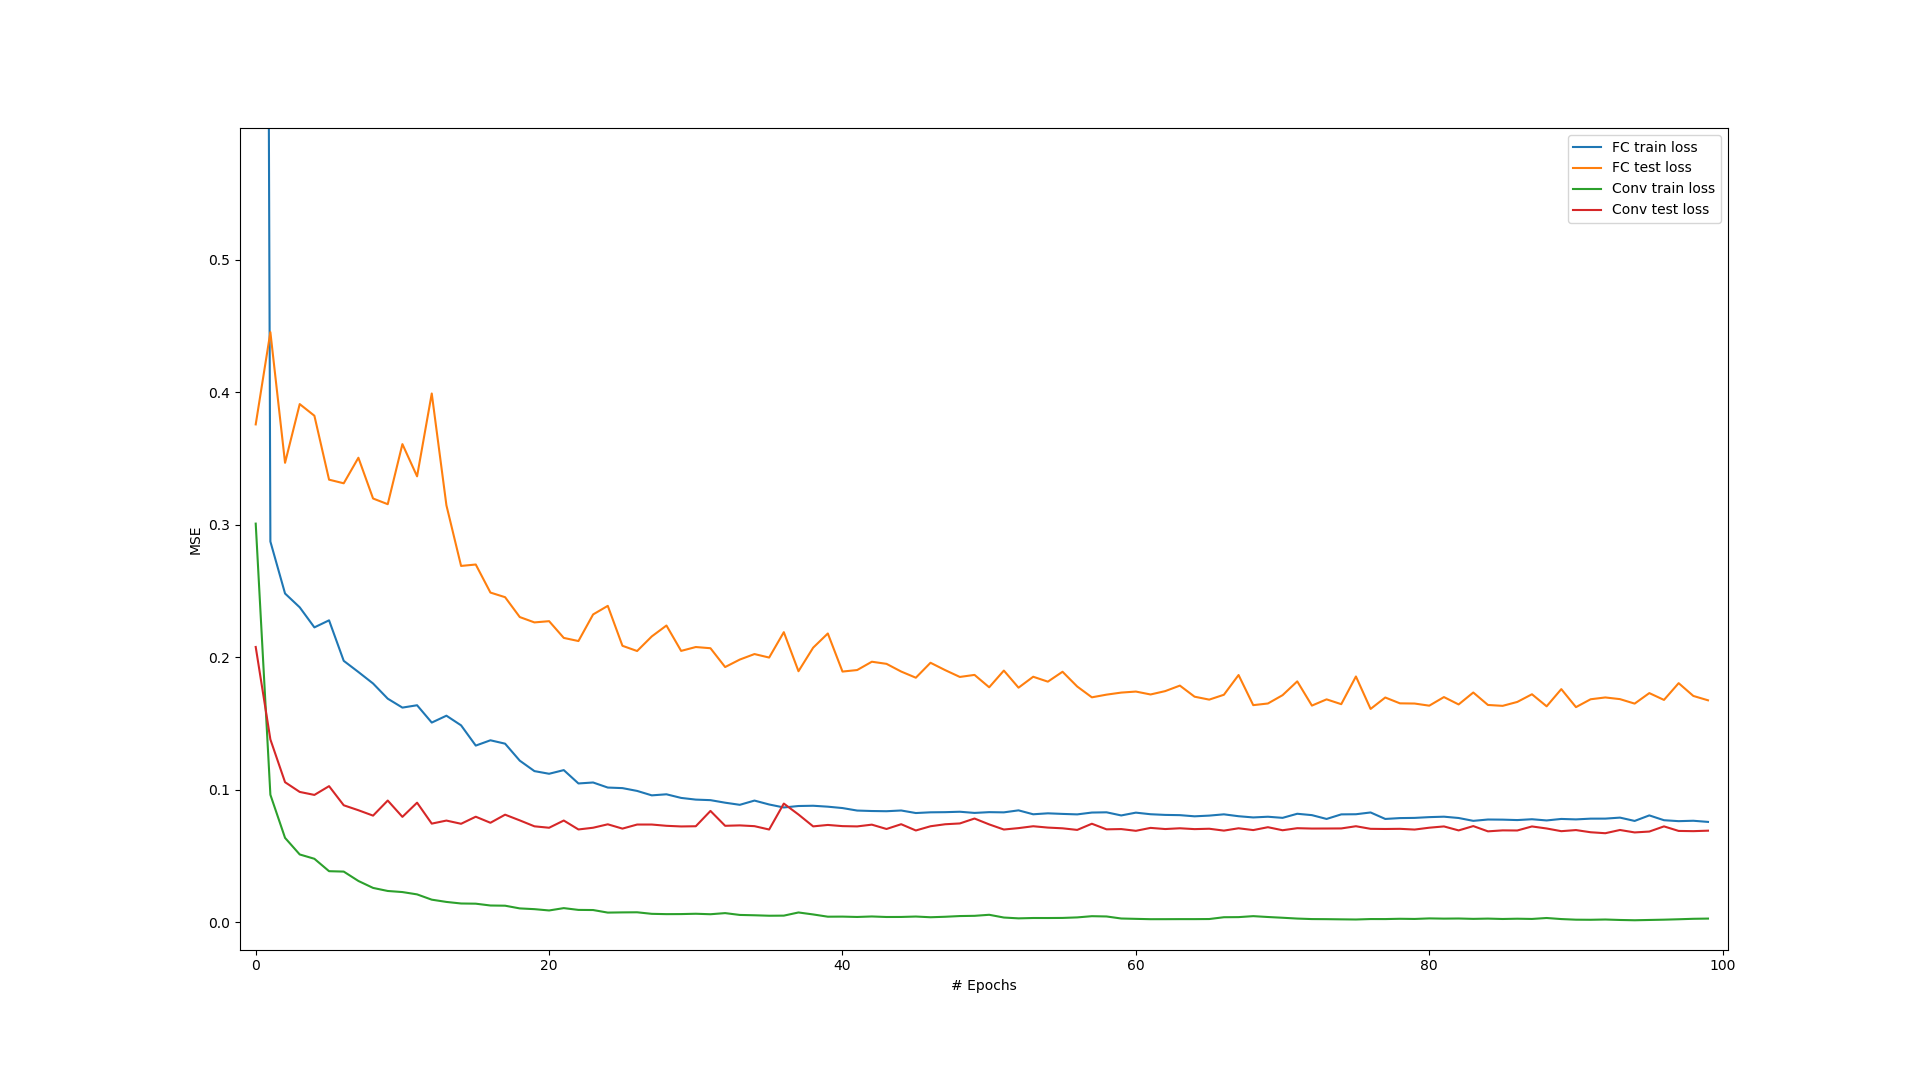 FC train loss
FC test loss
Conv train loss
Conv test loss
0.5
0.4
0.3
0.2
0.1
0.0
MSE
0 20 40 60 80 100
# Epochs